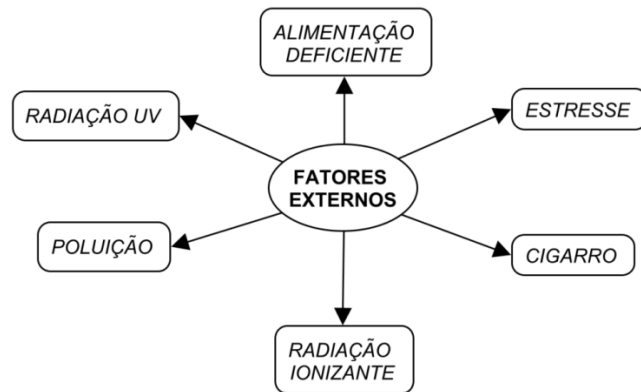 ALIMENTAÇÃO
DEFICIENTE
RADIAÇÃO UV
ESTRESSE
FATORES
EXTERNOS
POLUIÇÃO
CIGARRO
RADIAÇÃO
IONIZANTE